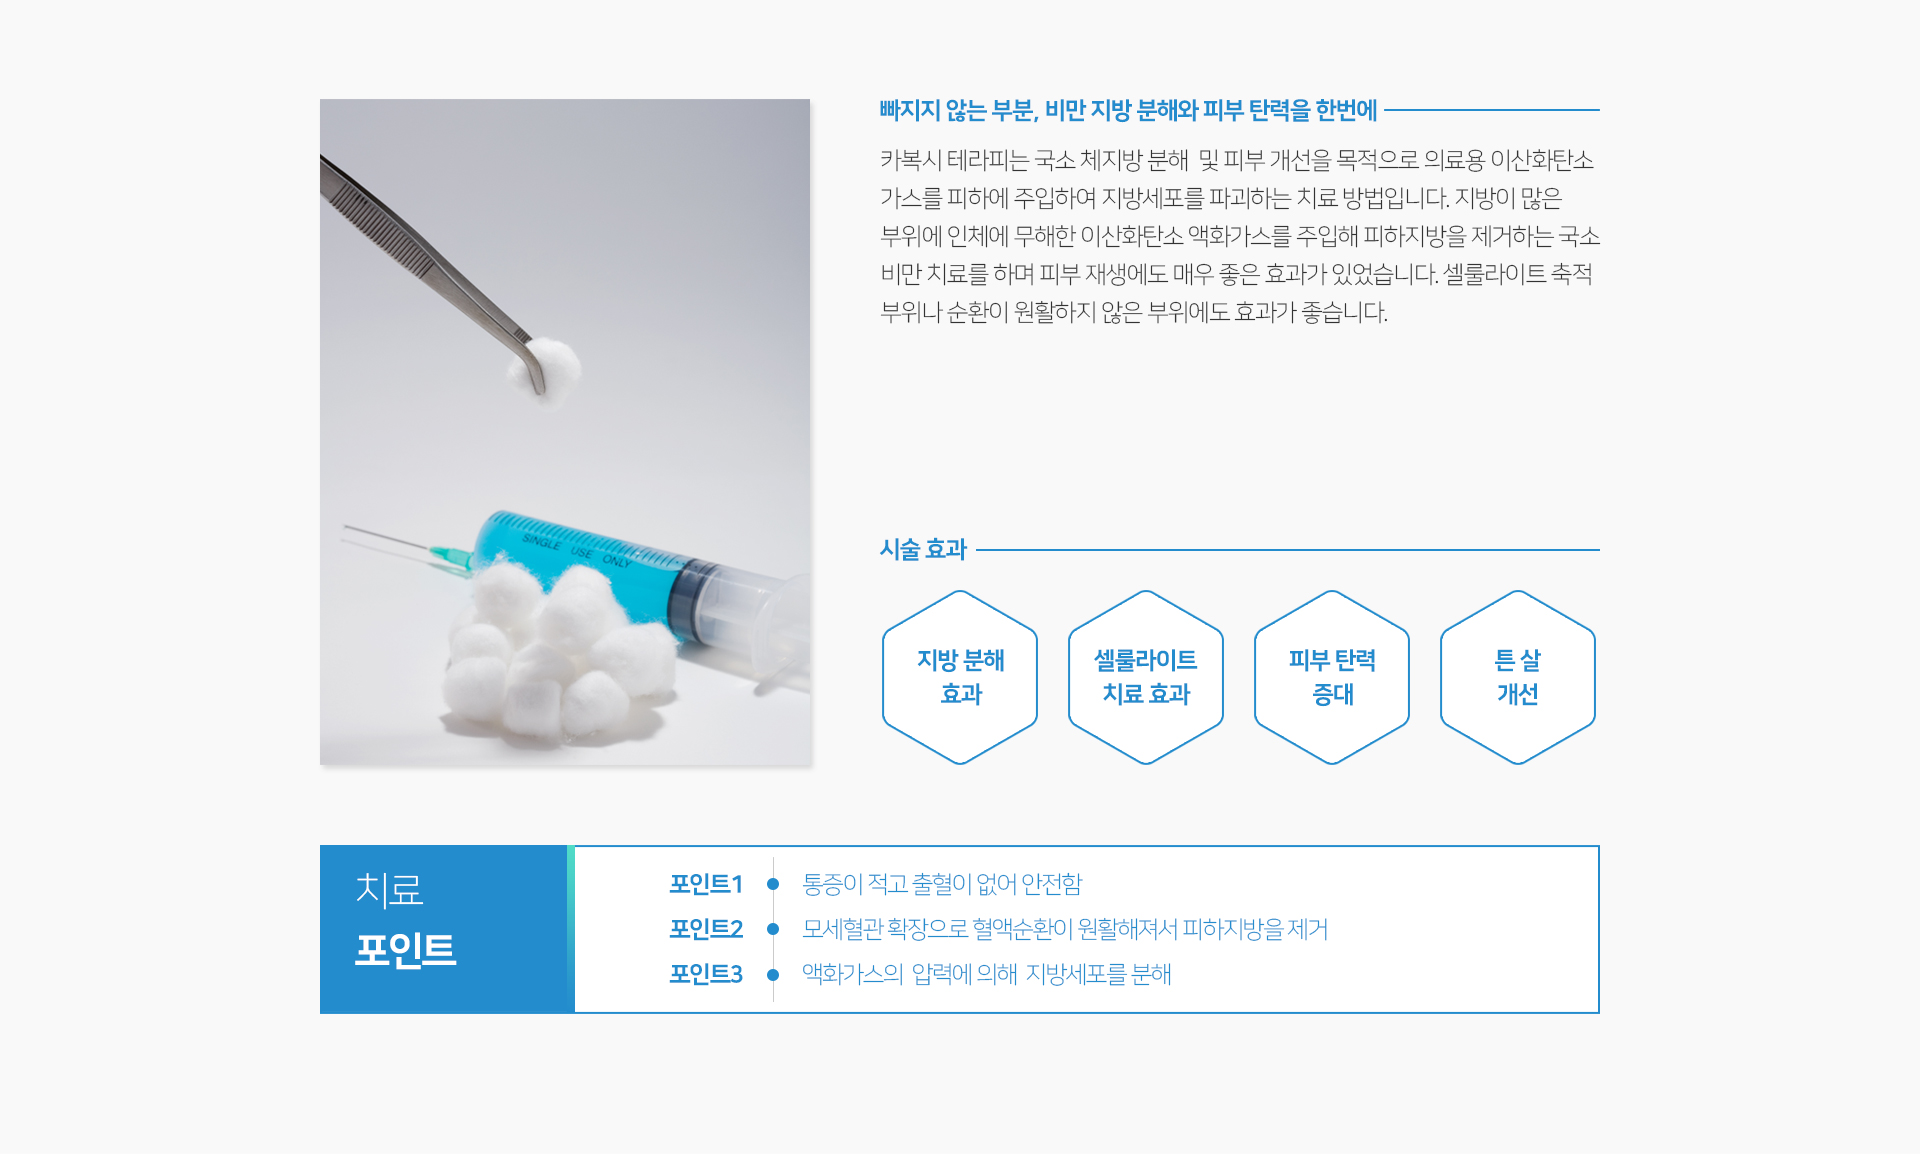 빠지지 않는 부분, 비만 지방 분해와 피부 탄력을 한번에
카복시 테라피는 국소 체지방 분해 및 피부 개선을 목적으로 의료용 이산화탄소
가스를 피하에 주입하여 지방세포를 파괴하는 치료 방법입니다. 지방이 많은
부위에 인체에 무해한 이산화탄소 액화가스를 주입해 피하지방을 제거하는 국소
비만 치료를 하며 피부 재생에도 매우 좋은 효과가 있었습니다. 셀룰라이트 축적
부위나 순환이 원활하지 않은 부위에도 효과가 좋습니다.
SINGLE USE ONLY
시술 효과
지방 분해
효과
셀룰라이트
치료 효과
피부 탄력
증대
튼 살
개선
치료
포인트
포인트1 통증이 적고 출혈이 없어 안전함
포인트2 모세혈관 확장으로 혈액순환이 원활해져서 피하지방을 제거
포인트3 액화가스의 압력에 의해 지방세포를 분해